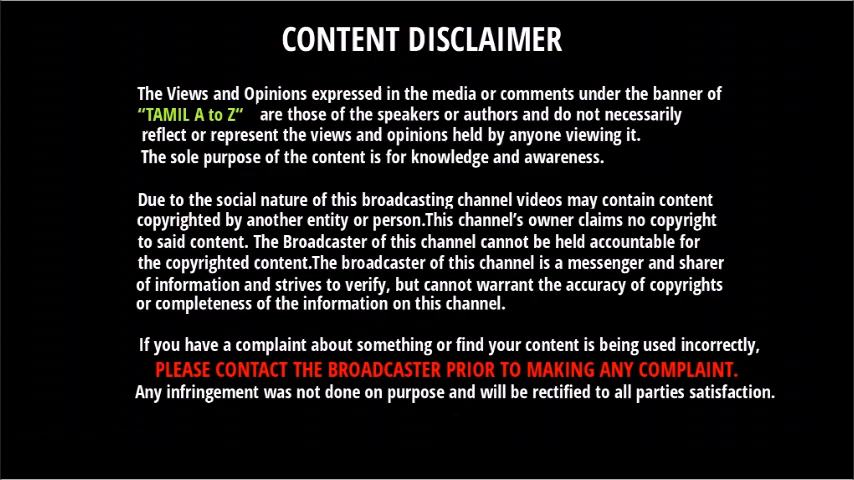 CONTENT DISCLAIMER
The Views and Opinions expressed in the media or comments under the banner of
“TAMIL A to Z” are those of the speakers or authors and do not necessarily
reflect or represent the views and opinions held by anyone viewing it.
The sole purpose of the content is for knowledge and awareness.
Due to the social nature of this broadcasting channel videos may contain content
copyrighted by another entity or person.This channel’s owner claims no copyright
to said content. The Broadcaster of this channel cannot be held accountable for
the copyrighted content.The broadcaster of this channel is a messenger and sharer
of information and strives to verify, but cannot warrant the accuracy of copyrights
or completeness of the information on this channel.
If you have a complaint about something or find your content is being used incorrectly,
PLEASE CONTACT THE BROADCASTER PRIOR TO MAKING ANY COMPLAINT.
Any infringement was not done on purpose and will be rectified to all parties satisfaction.